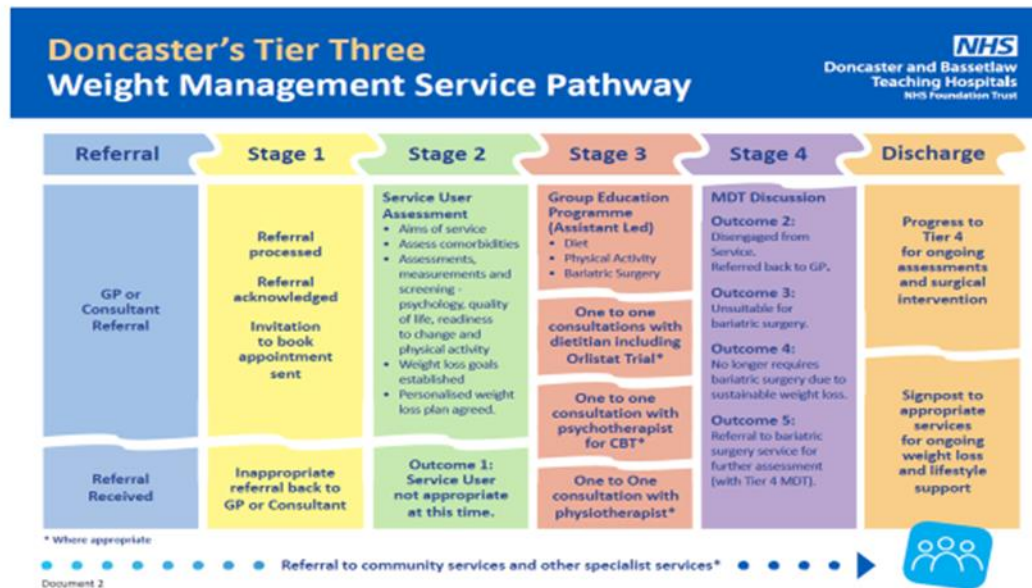 Doncaster's Tier Three
Weight Management Service Pathway
NHS
Doncaster and Bassetlaw
Teaching Hospitals
NHS Foundation Trust
Referral
Stage 1
Stage 2
Stage 3
Stage 4
Discharge
GP or
Consultant
Referral
Referral
Received
Referral
processed
Referral
acknowledged
Invitation
to book
appointment
sent
Inappropriate
referral back to
GP or Consultant
Service User
Assessment
• Aims of service
• Assess comorbidities
• Assessments,
measurements and
screening -
psychology, quality
of life, readiness
to change and
physical activity
• Weight loss goals
established
• Personalised weight
loss plan agreed.
Outcome 1:
Service User
not appropriate
at this time.
Group Education
Programme
(Assistant Led)
• Diet
• Physical Activity
• Bariatric Surgery
One to one
consultations with
dietitian including
Orlistat Trial*
One to one
consultation with
psychotherapist
for CBT*
One to One
consultation with
physiotherapist*
MDT Discussion
Outcome 2:
Disengaged from
Service.
Referred back to GP.
Outcome 3:
Unsuitable for
bariatric surgery.
Outcome 4:
No longer requires
bariatric surgery due to
sustainable weight loss.
Outcome 5:
Referral to bariatric
surgery service for
further assessment
(with Tier 4 MDT).
Progress to
Tier 4
for ongoing
assessments
and surgical
intervention
Signpost to
appropriate
services
for ongoing
weight loss
and lifestyle
support
* Where appropriate
Referral to community services and other specialist services*
Document 2